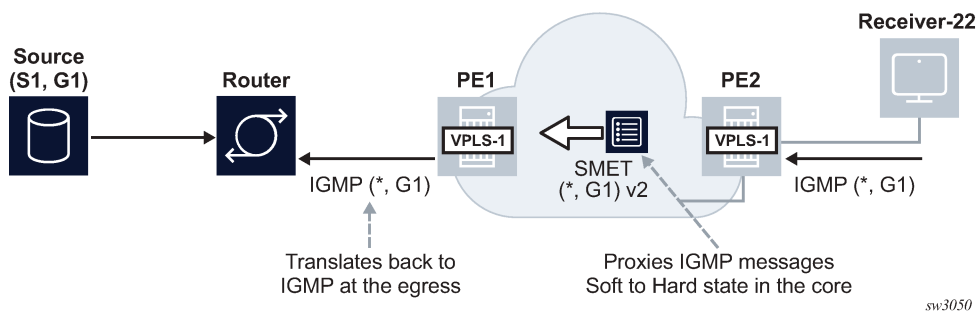 Receiver-22
Source
(S1, G1)
Router
PE1
PE2
VPLS-1
VPLS-1
IGMP (*, G1)
SMET
(*, G1) v2
IGMP (*, G1)
Translates back to
IGMP at the egress
Proxies IGMP messages
Soft to Hard state in the core
sw3050